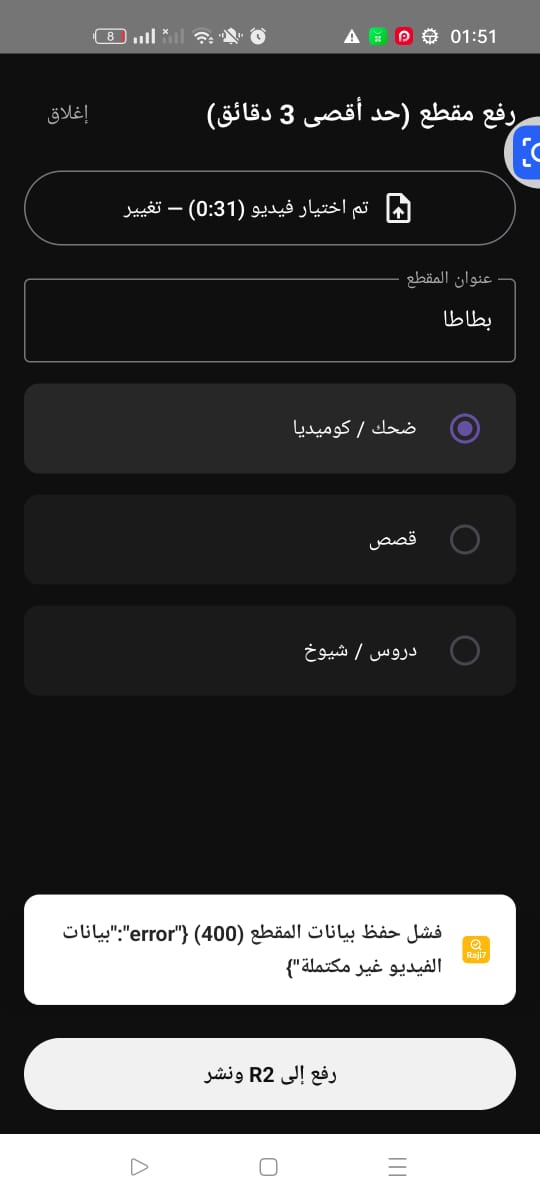 8
01:51
رفع مقطع (حد أقصى 3 دقائق)
إغلاق
تم اختيار فيديو (0:31) — تغيير
عنوان المقطع
بطاطا
ضحك / كوميديا
قصص
دروس / شيوخ
فشل حفظ بيانات المقطع (400) {"error":"بيانات
الفيديو غير مكتملة"}
Raji7
رفع إلى R2 ونشر